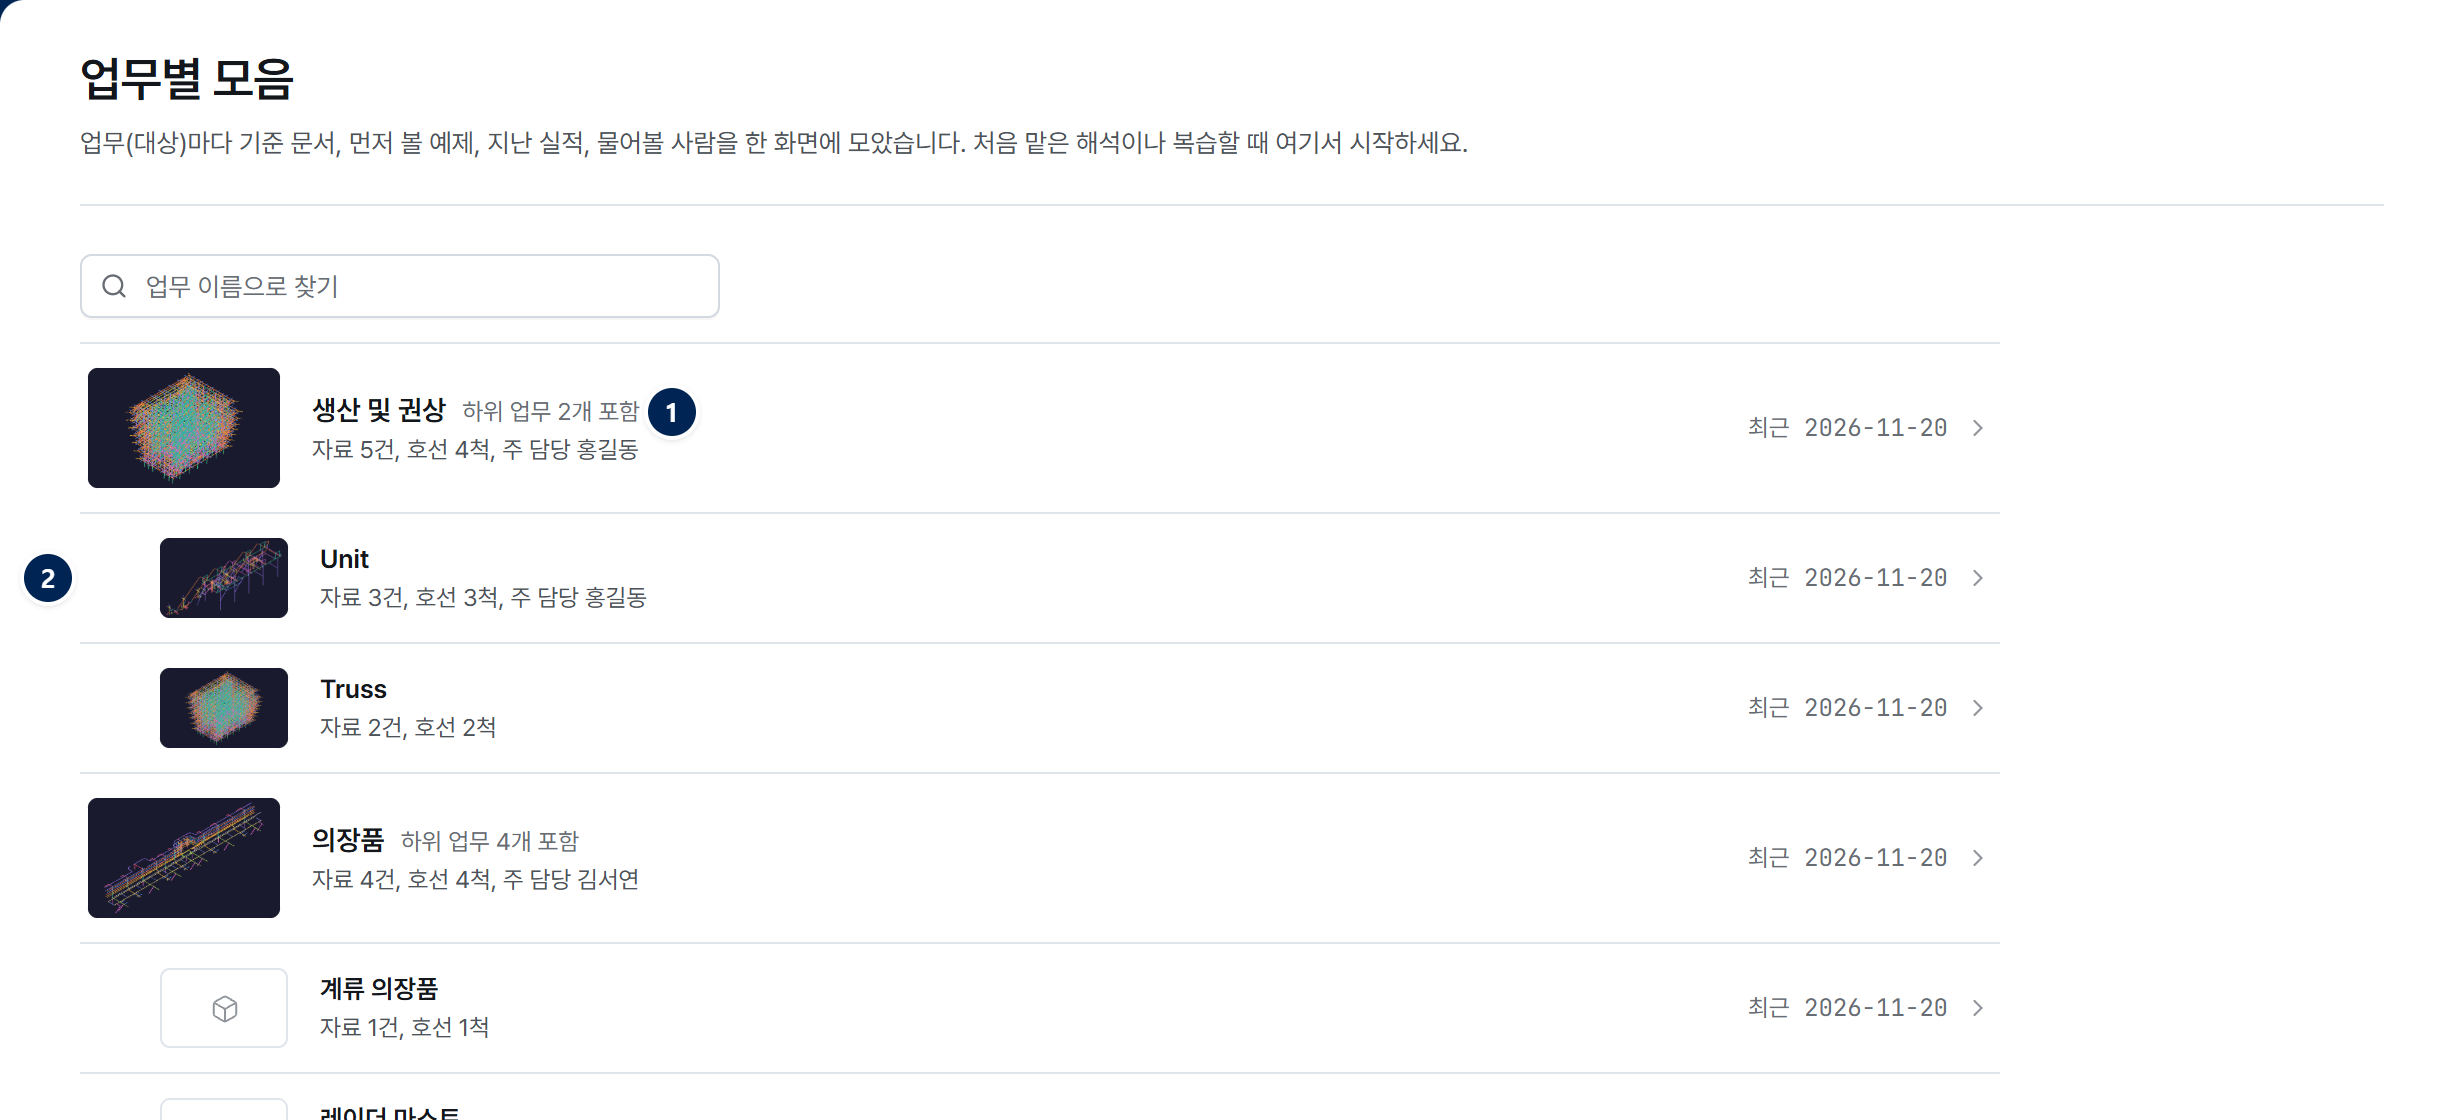 업무별 모음
업무(대상)마다 기준 문서, 먼저 볼 예제, 지난 실적, 물어볼 사람을 한 화면에 모았습니다. 처음 맡은 해석이나 복습할 때 여기서 시작하세요.
업무 이름으로 찾기
생산 및 권상 하위 업무 2개 포함 1
자료 5건, 호선 4척, 주 담당 홍길동
최근 2026-11-20
2
Unit
자료 3건, 호선 3척, 주 담당 홍길동
최근 2026-11-20
Truss
자료 2건, 호선 2척
최근 2026-11-20
의장품 하위 업무 4개 포함
자료 4건, 호선 4척, 주 담당 김서연
최근 2026-11-20
계류 의장품
자료 1건, 호선 1척
최근 2026-11-20
레이더 마스트